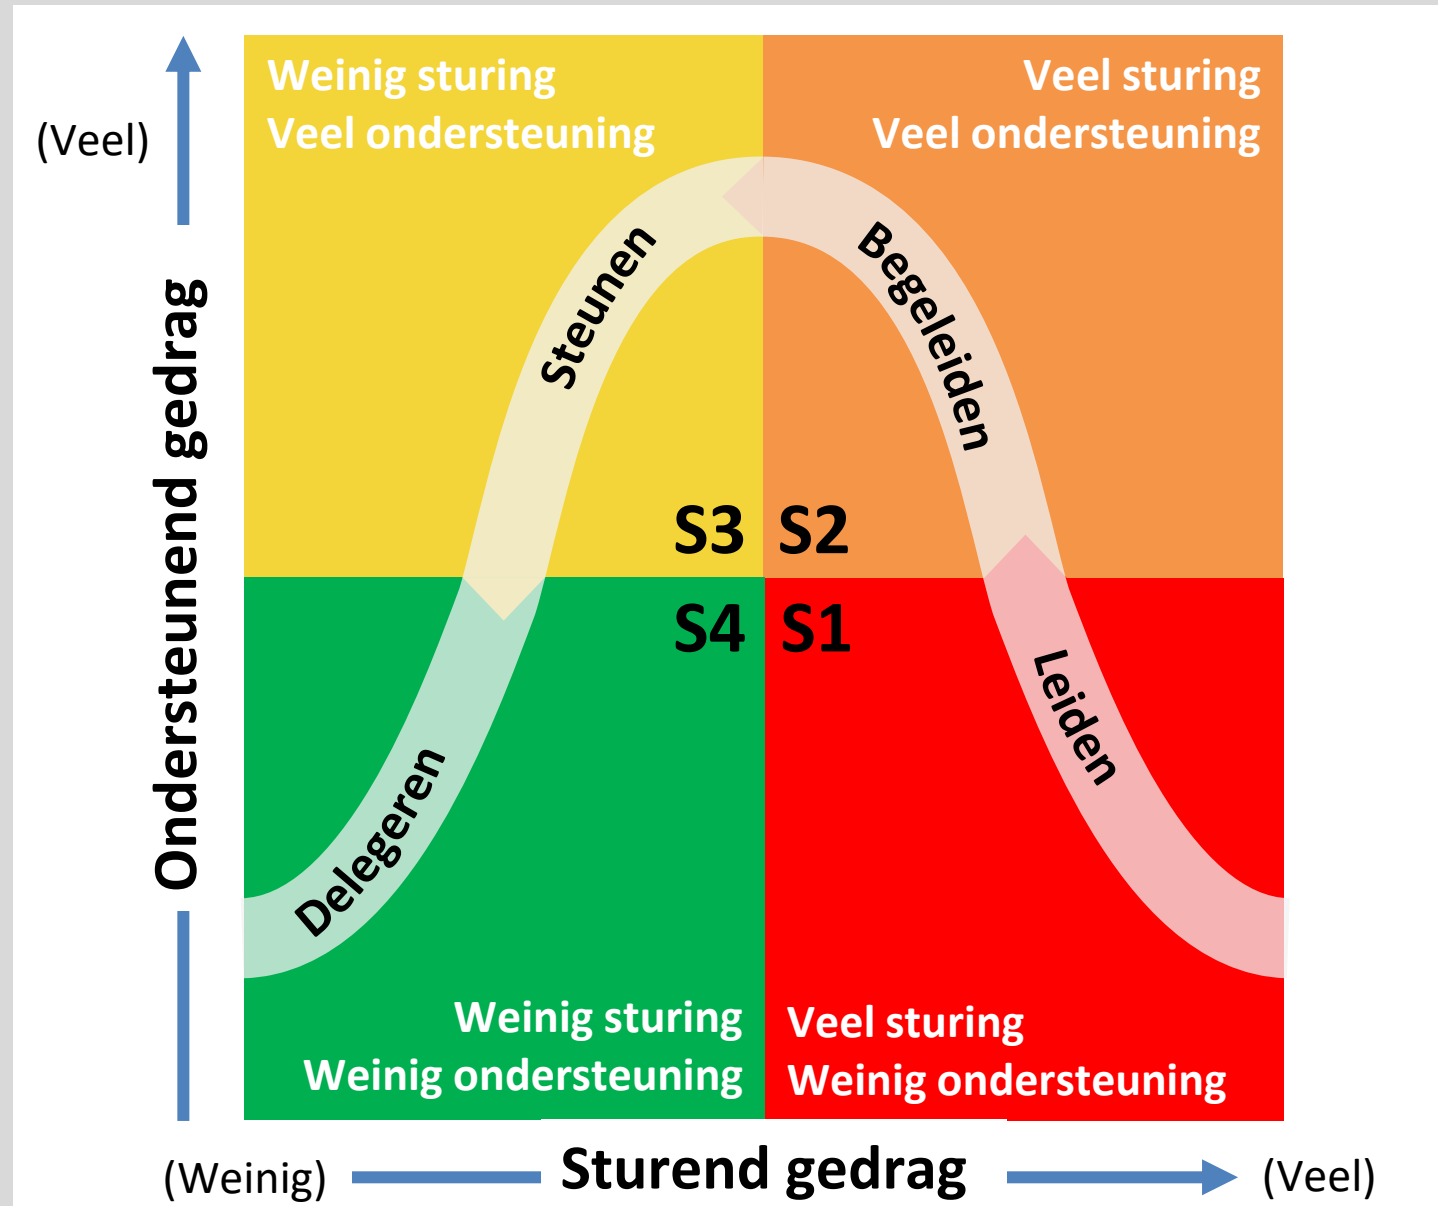 Weinig sturing
Veel ondersteuning
Veel sturing
Veel ondersteuning
(Veel)
Ondersteunend gedrag
Steunen
Begeleiden
S3
S2
S4
S1
Delegeren
Leiden
Weinig sturing
Weinig ondersteuning
Veel sturing
Weinig ondersteuning
(Weinig)
Sturend gedrag
(Veel)